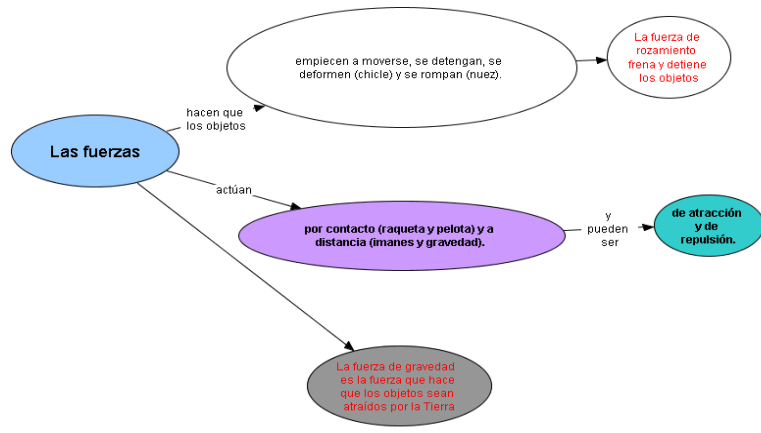 La fuerza de
rozamiento
frena y detiene
los objetos
empiecen a moverse, se detengan, se
deformen (chicle) y se rompan (nuez).
hacen que
los objetos
Las fuerzas
actúan
por contacto (raqueta y pelota) y a
distancia (imanes y gravedad).
y
pueden
ser
de atracción
y de
repulsión.
La fuerza de gravedad
es la fuerza que hace
que los objetos sean
atraídos por la Tierra